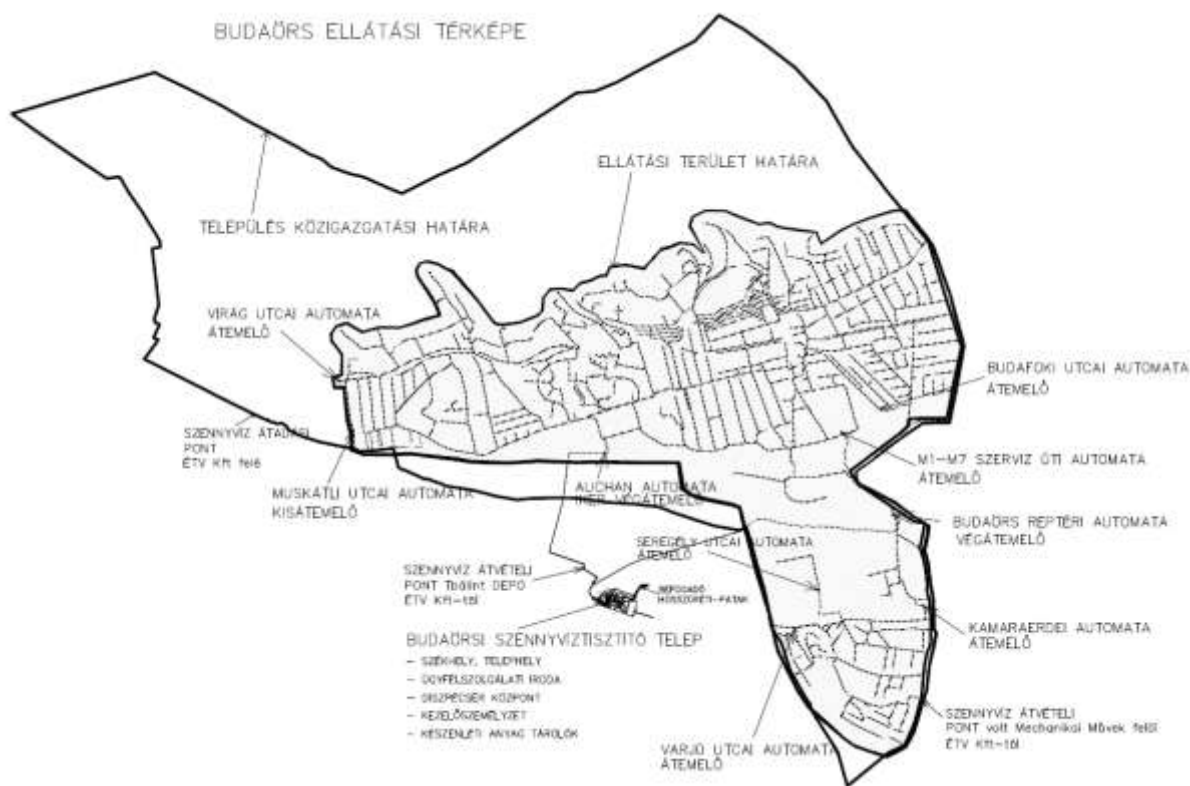 BUDAÖRS ELLÁTÁSI TÉRKÉPE
ELLÁTÁSI TERÜLET HATÁRA
TELEPÜLÉS KÖZIGAZGATÁSI HATÁRA
VIRÁG UTCAI AUTOMATA
ÁTEMELŐ
BUDAFOKI UTCAI AUTOMATA
ÁTEMELŐ
SZENNYVÍZ ÁTADÁSI
PONT
ÉTV Kft felé
M1-M7 SZERVIZ ÚTI AUTOMATA
ÁTEMELŐ
MUSKÁTLI UTCAI AUTOMATA
KISÁTEMELŐ
AUCHAN AUTOMATA
IKER VÉGÁTEMELŐ
BUDAÖRS REPTÉRI AUTOMATA
VÉGÁTEMELŐ
SEREGÉLY UTCAI AUTOMATA
ÁTEMELŐ
SZENNYVÍZ ÁTVÉTELI
PONT Tbálint DEPÓ
ÉTV Kft-től
BEFOGADÓ
HOSSZÚRÉTI-PATAK
KAMARAERDEI AUTOMATA
ÁTEMELŐ
BUDAÖRSI SZENNYVÍZTISZTÍTÓ TELEP
- SZÉKHELY, TELEPHELY
- ÜGYFÉLSZOLGÁLATI IRODA
- DISZPÉCSER KÖZPONT
- KEZELŐSZEMÉLYZET
- KÉSZENLÉTI ANYAG TÁROLÓK
SZENNYVÍZ ÁTVÉTELI
PONT volt Mechanikai Művek felől
ÉTV Kft-től
VARJÚ UTCAI AUTOMATA
ÁTEMELŐ